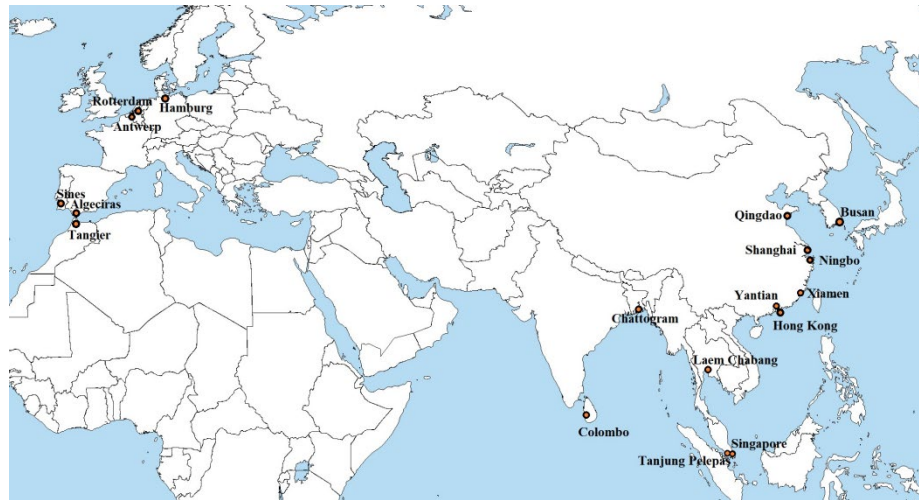 Rotterdam
Hamburg
Antwerp
Sines
Algeciras
Tangier
Qingdao
Busan
Shanghai
Ningbo
Yantian
Xiamen
Chattogram
Hong Kong
Laem Chabang
Colombo
Singapore
Tanjung Pelepas